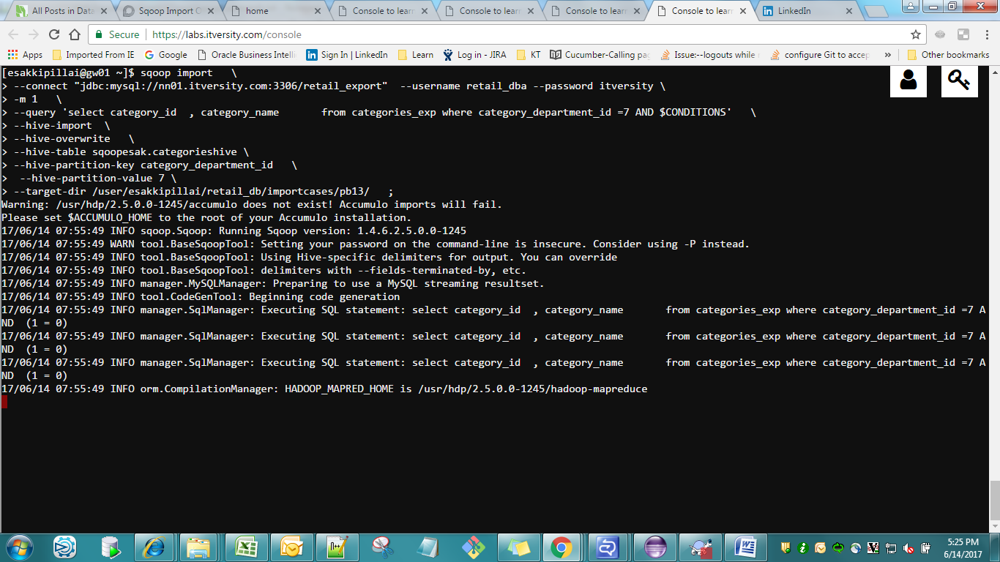 All Posts in Data
Sqoop Import O
home
Console to learn
Console to learn
Console to learn
Console to learn
LinkedIn
Secure
https://labs.itversity.com/console
Apps
Imported From IE
Google
Oracle Business Intelli
Sign In | LinkedIn
Learn
Log in - JIRA
KT
Cucumber-Calling pag
Issue:--logouts while
configure Git to accep
»
Other bookmarks
[esakkipillai@gw01 ~]$ sqoop import   \
> --connect "jdbc:mysql://nn01.itversity.com:3306/retail_export"  --username retail_dba --password itversity \
> -m 1   \
> --query 'select category_id  , category_name       from categories_exp where category_department_id =7 AND $CONDITIONS'   \
> --hive-import  \
> --hive-overwrite   \
> --hive-table sqoopesak.categorieshive \
> --hive-partition-key category_department_id   \
>  --hive-partition-value 7 \
> --target-dir /user/esakkipillai/retail_db/importcases/pb13/   ;
Warning: /usr/hdp/2.5.0.0-1245/accumulo does not exist! Accumulo imports will fail.
Please set $ACCUMULO_HOME to the root of your Accumulo installation.
17/06/14 07:55:49 INFO sqoop.Sqoop: Running Sqoop version: 1.4.6.2.5.0.0-1245
17/06/14 07:55:49 WARN tool.BaseSqoopTool: Setting your password on the command-line is insecure. Consider using -P instead.
17/06/14 07:55:49 INFO tool.BaseSqoopTool: Using Hive-specific delimiters for output. You can override
17/06/14 07:55:49 INFO tool.BaseSqoopTool: delimiters with --fields-terminated-by, etc.
17/06/14 07:55:49 INFO manager.MySQLManager: Preparing to use a MySQL streaming resultset.
17/06/14 07:55:49 INFO tool.CodeGenTool: Beginning code generation
17/06/14 07:55:49 INFO manager.SqlManager: Executing SQL statement: select category_id  , category_name       from categories_exp where category_department_id =7 A
ND  (1 = 0)
17/06/14 07:55:49 INFO manager.SqlManager: Executing SQL statement: select category_id  , category_name       from categories_exp where category_department_id =7 A
ND  (1 = 0)
17/06/14 07:55:49 INFO manager.SqlManager: Executing SQL statement: select category_id  , category_name       from categories_exp where category_department_id =7 A
ND  (1 = 0)
17/06/14 07:55:49 INFO orm.CompilationManager: HADOOP_MAPRED_HOME is /usr/hdp/2.5.0.0-1245/hadoop-mapreduce
5:25 PM
6/14/2017